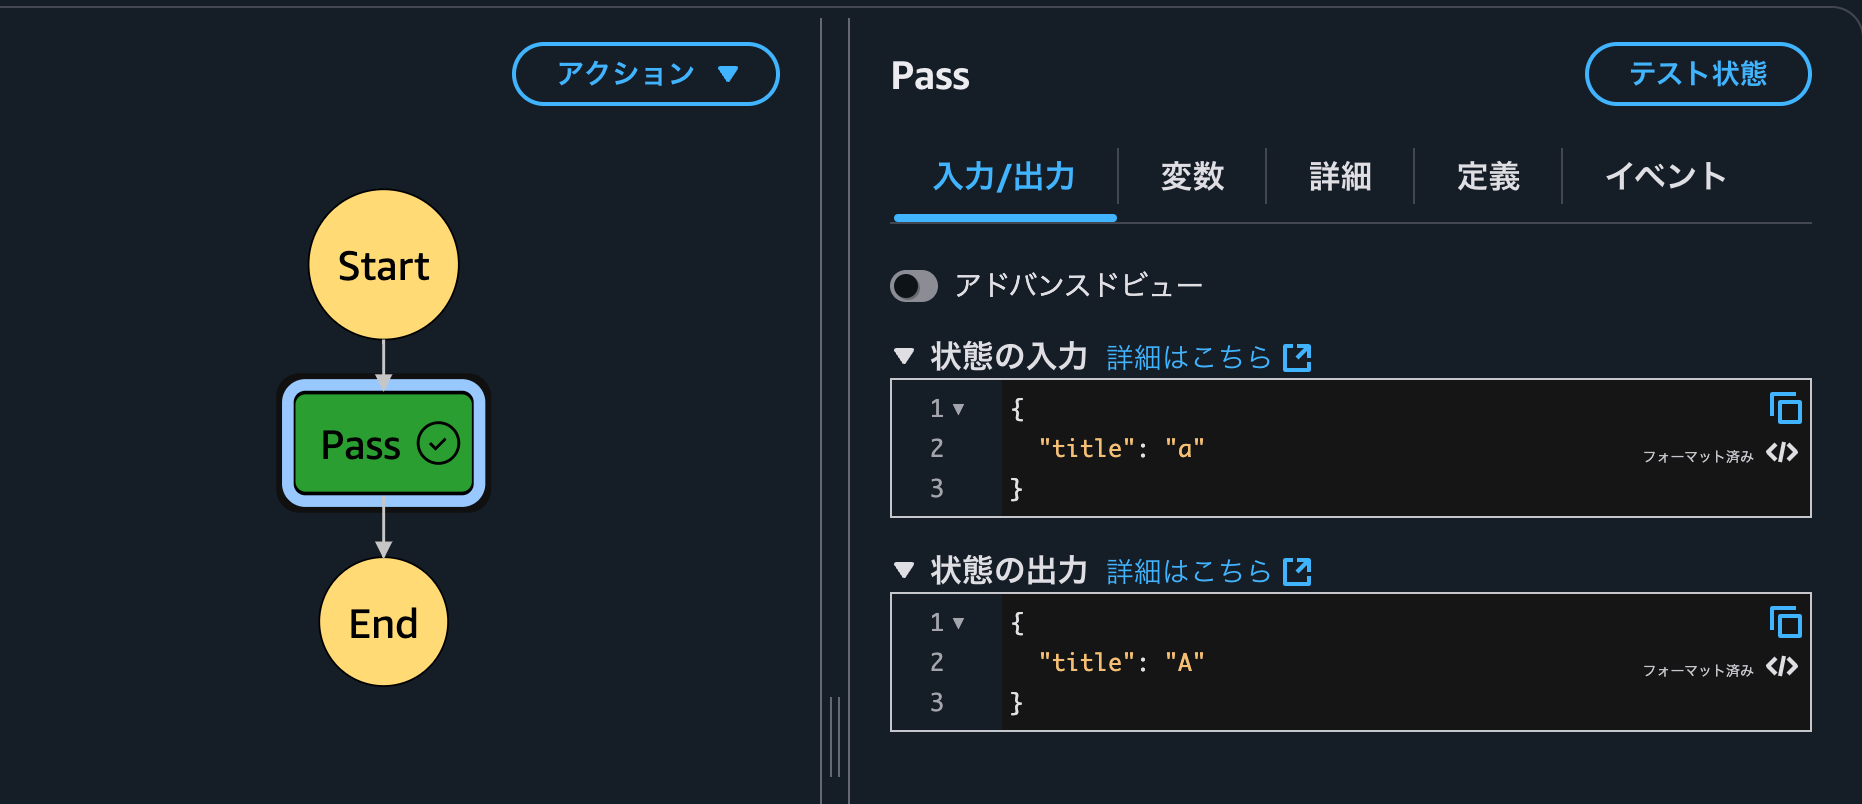 アクション ▼
Start
Pass
End
Pass
テスト状態
入力/出力 変数 詳細 定義 イベント
アドバンスドビュー
▼ 状態の入力 詳細はこちら
1 ▼ {
2 "title": "a"
フォーマット済み </>
3 }
▼ 状態の出力 詳細はこちら
1 ▼ {
2 "title": "A"
フォーマット済み </>
3 }